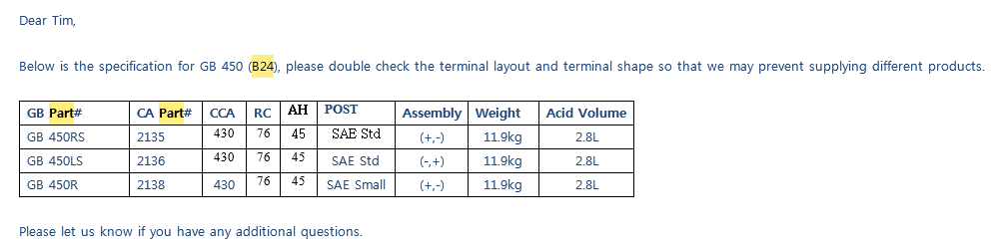 Dear Tim,
Below is the specification for GB 450 (B24), please double check the terminal layout and terminal shape so that we may prevent supplying different products.
GB Part# CA Part# CCA RC AH POST Assembly Weight Acid Volume
GB 450RS 2135 430 76 45 SAE Std (+,-) 11.9kg 2.8L
GB 450LS 2136 430 76 45 SAE Std (-,+) 11.9kg 2.8L
GB 450R 2138 430 76 45 SAE Small (+,-) 11.9kg 2.8L
Please let us know if you have any additional questions.